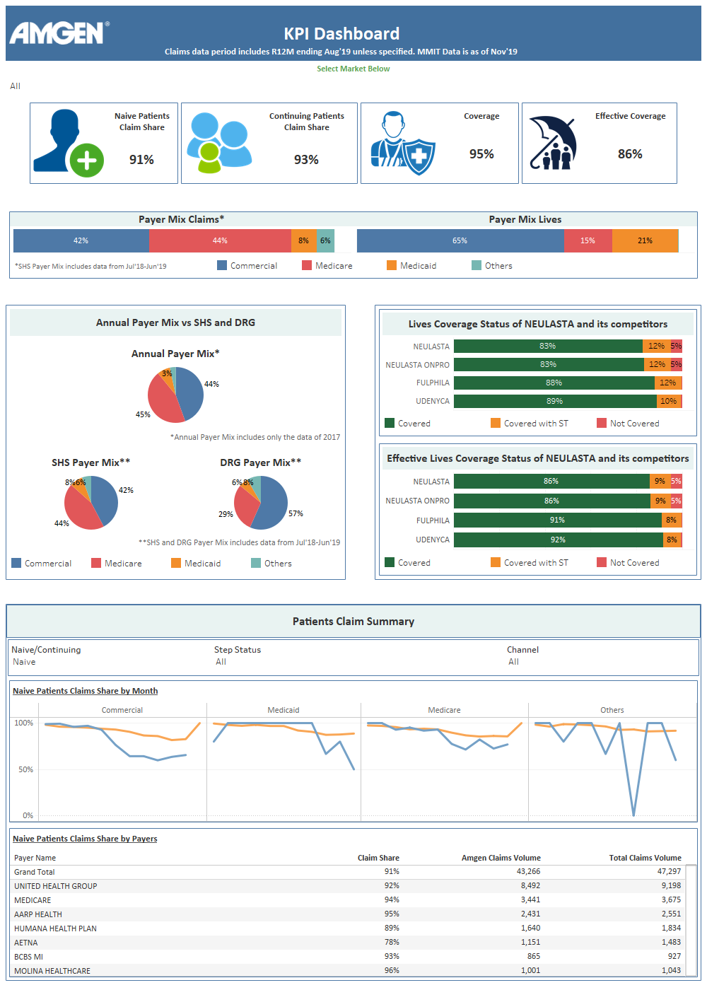 AMGEN®
KPI Dashboard
Claims data period includes R12M ending Aug'19 unless specified. MMIT Data is as of Nov'19
Select Market Below
All
Naive Patients Claim Share
91%
Continuing Patients Claim Share
93%
Coverage
95%
Effective Coverage
86%
Payer Mix Claims*
42% 44% 8% 6%
Payer Mix Lives
65% 15% 21%
*SHS Payer Mix includes data from Jul'18-Jun'19
Commercial Medicare Medicaid Others
Annual Payer Mix vs SHS and DRG
Annual Payer Mix*
3% 44% 45%
*Annual Payer Mix includes only the data of 2017
SHS Payer Mix**
8% 6% 42% 44%
DRG Payer Mix**
6% 8% 29% 57%
**SHS and DRG Payer Mix includes data from Jul'18-Jun'19
Commercial Medicare Medicaid Others
Lives Coverage Status of NEULASTA and its competitors
NEULASTA 83% 12% 5%
NEULASTA ONPRO 83% 12% 5%
FULPHILA 88% 12%
UDENYCA 89% 10%
Covered Covered with ST Not Covered
Effective Lives Coverage Status of NEULASTA and its competitors
NEULASTA 86% 9% 5%
NEULASTA ONPRO 86% 9% 5%
FULPHILA 91% 8%
UDENYCA 92% 8%
Covered Covered with ST Not Covered
Patients Claim Summary
Naive/Continuing Step Status Channel
Naive All All
Naive Patients Claims Share by Month
Commercial Medicaid Medicare Others
100%
50%
0%
Naive Patients Claims Share by Payers
Payer Name Claim Share Amgen Claims Volume Total Claims Volume
Grand Total 91% 43,266 47,297
UNITED HEALTH GROUP 92% 8,492 9,198
MEDICARE 94% 3,441 3,675
AARP HEALTH 95% 2,431 2,551
HUMANA HEALTH PLAN 89% 1,640 1,834
AETNA 78% 1,151 1,483
BCBS MI 93% 865 927
MOLINA HEALTHCARE 96% 1,001 1,043